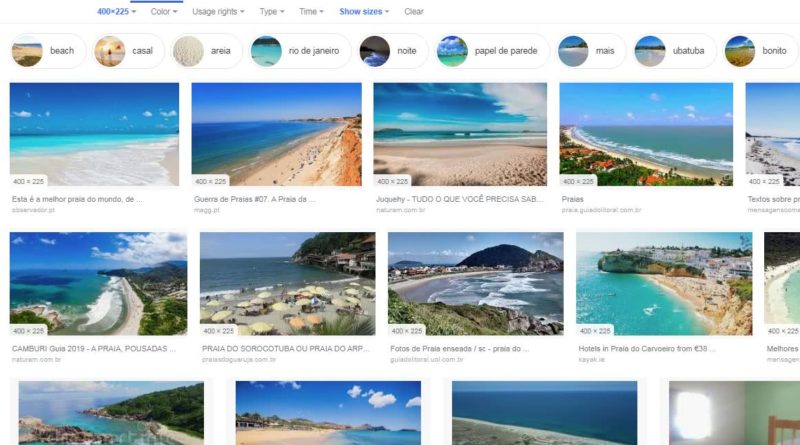 400×225 Color Usage rights Type Time Show sizes Clear
beach casal areia rio de janeiro noite papel de parede mais ubatuba bonito
400 × 225 400 × 225 400 × 225 400 × 225 400 × 225
Esta é a melhor praia do mundo, de ... Guerra de Praias #07. A Praia da ... Juquehy - TUDO O QUE VOCÊ PRECISA SAB... Praias Textos sobre pr
observador.pt magg.pt naturam.com.br praia.guiadolitoral.com.br mensagenscom
400 × 225 400 × 225 400 × 225 400 × 225 400 × 225
CAMBURI Guia 2019 - A PRAIA, POUSADAS ... PRAIA DO SOROCOTUBA OU PRAIA DO ARP... Fotos de Praia enseada / sc - praia do ... Hotels in Praia do Carvoeiro from €38 ... Melhores
naturam.com.br praiasdoguaruja.com.br guiadolitoral.uol.com.br kayak.ie